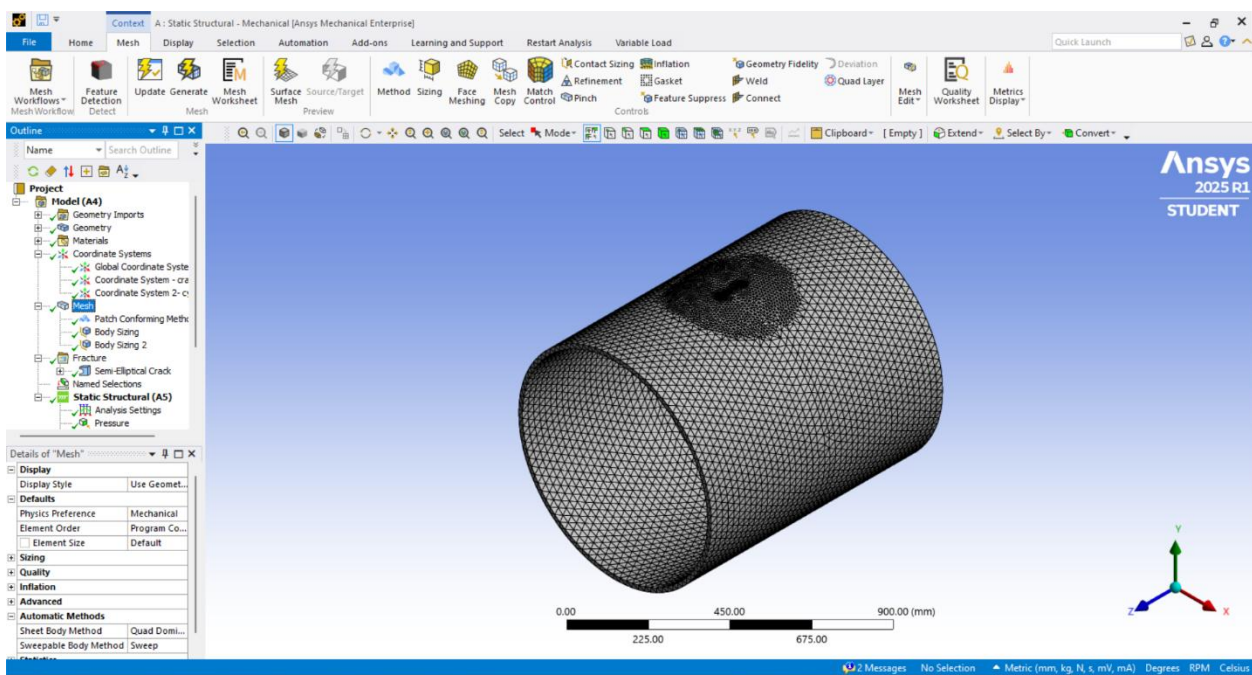 Context A : Static Structural - Mechanical [Ansys Mechanical Enterprise]
File Home Mesh Display Selection Automation Add-ons Learning and Support Restart Analysis Variable Load Quick Launch
Mesh Workflows
Feature Detection
Update Generate
Mesh Worksheet
Surface Mesh
Source/Target
Method Sizing
Face Meshing
Mesh Copy
Match Control
Contact Sizing Inflation Geometry Fidelity Deviation
Refinement Gasket Weld Quad Layer
Pinch Feature Suppress Connect
Mesh Edit
Quality Worksheet
Metrics Display
Mesh Workflow Detect Mesh Preview Controls
Outline
Select Mode Clipboard [ Empty ] Extend Select By Convert
Name Search Outline
Project
Model (A4)
Geometry Imports
Geometry
Materials
Coordinate Systems
Global Coordinate Syste
Coordinate System - cra
Coordinate System 2- c
Mesh
Patch Conforming Meth
Body Sizing
Body Sizing 2
Fracture
Semi-Elliptical Crack
Named Selections
Static Structural (A5)
Analysis Settings
Pressure
Details of "Mesh"
Display
Display Style Use Geomet...
Defaults
Physics Preference Mechanical
Element Order Program Co...
Element Size Default
Sizing
Quality
Inflation
Advanced
Automatic Methods
Sheet Body Method Quad Domi...
Sweepable Body Method Sweep
Ansys
2025 R1
STUDENT
0.00 450.00 900.00 (mm)
225.00 675.00
Y
Z X
2 Messages No Selection Metric (mm, kg, N, s, mV, mA) Degrees RPM Celsius